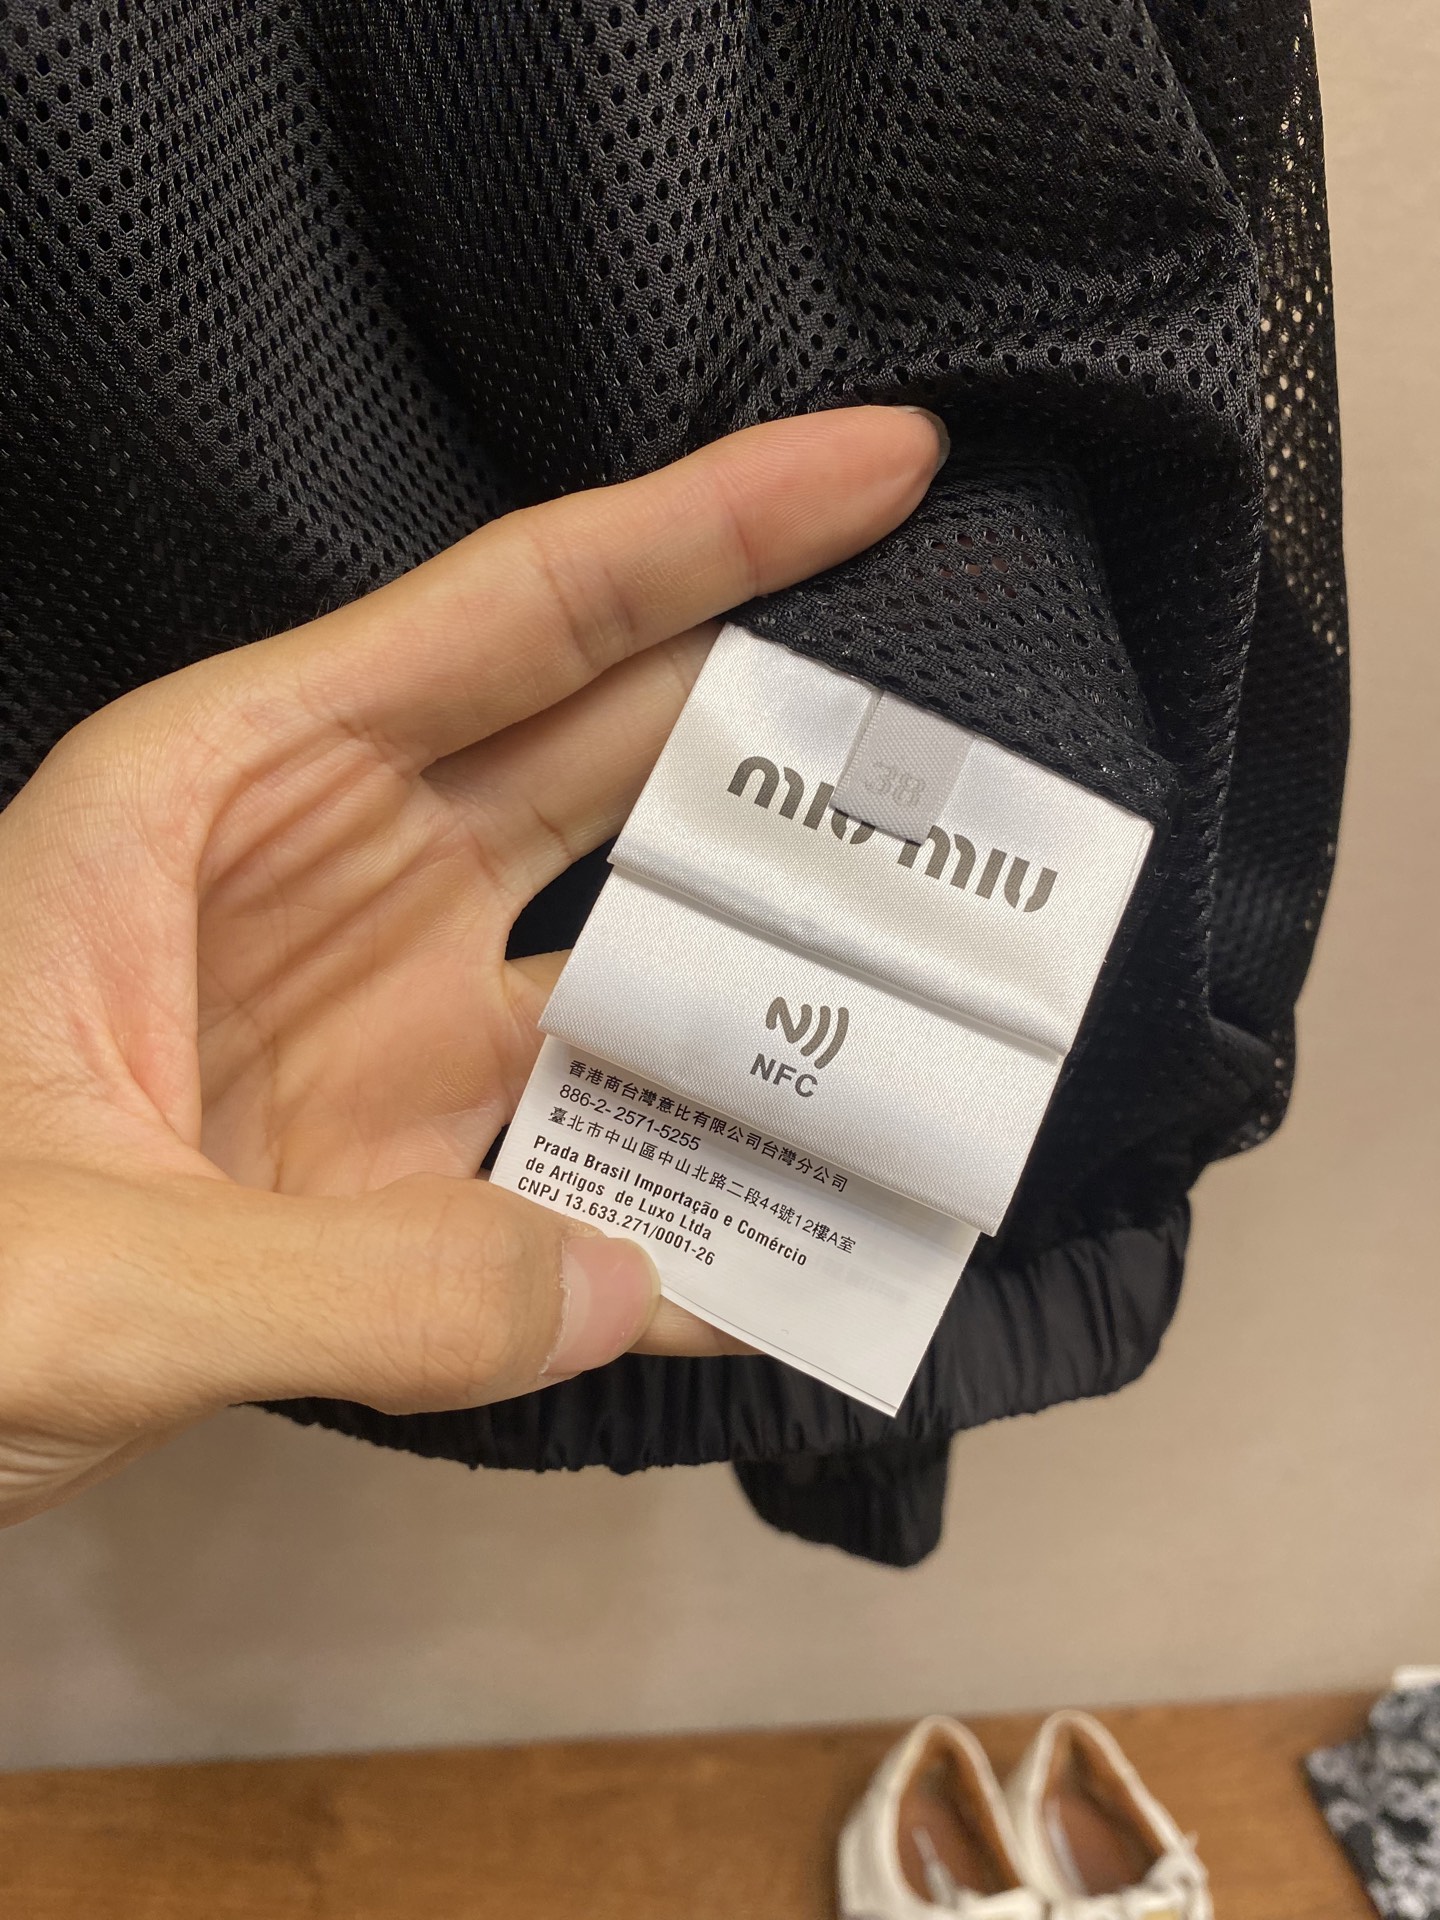 38
miu miu
NFC
香港商台灣意比有限公司台灣分公司
886-2- 2571-5255
臺北市中山區中山北路二段44號12樓A室
Prada Brasil Importação e Comércio
de Artigos de Luxo Ltda
CNPJ 13.633.271/0001-26